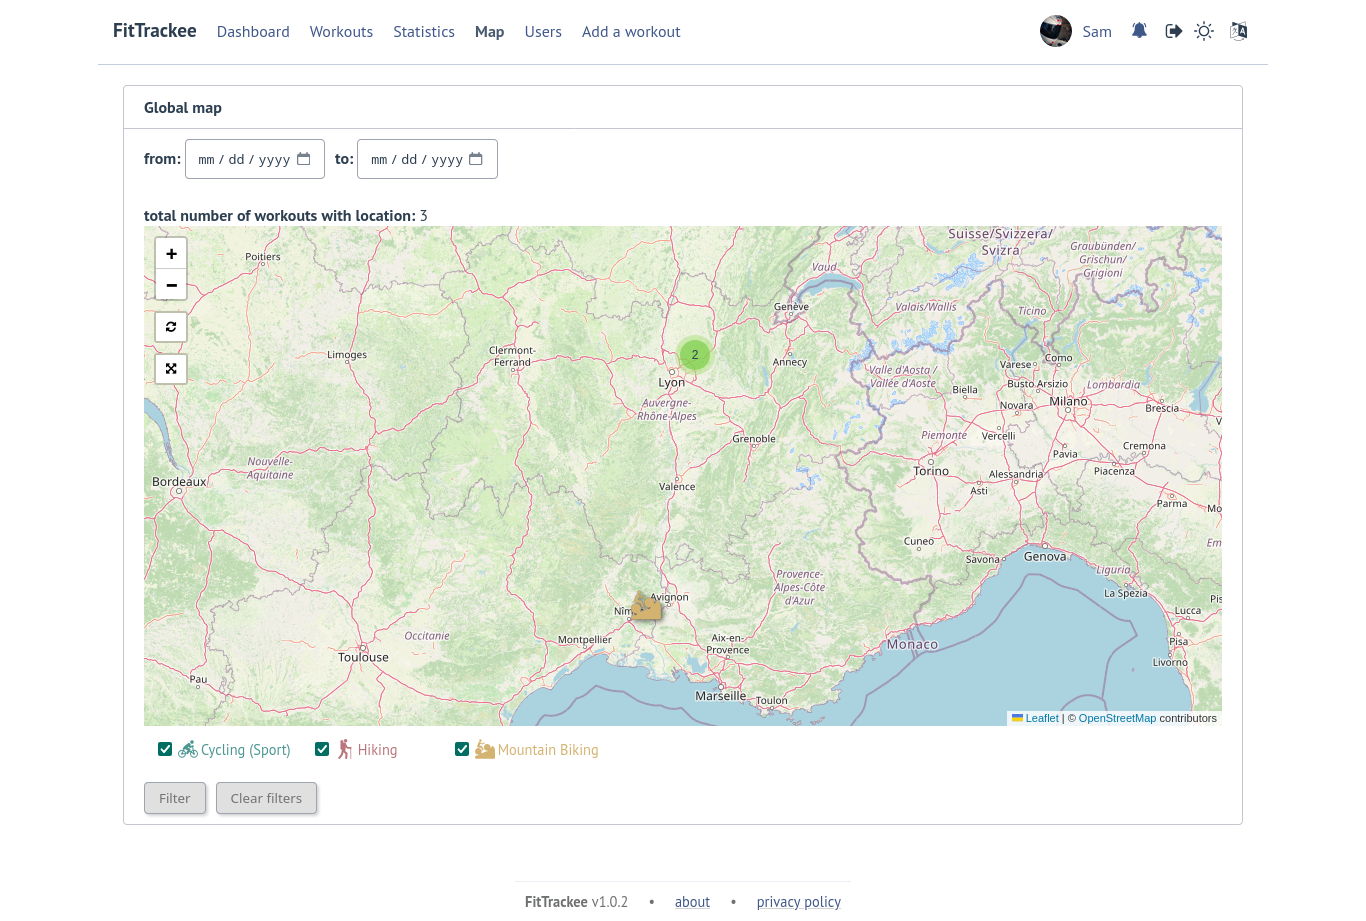 FitTrackee Dashboard Workouts Statistics Map Users Add a workout Sam
Global map
from: mm / dd / yyyy to: mm / dd / yyyy
total number of workouts with location: 3
+
−
Suisse/Svizzera/
Svizra
Graubünden/
Grischun/
Grigioni
Poitiers
Vaud
Genève
Valais/Wallis
Ticino
Limoges
Clermont-
Ferrand
2
Lyon
Annecy
Varese
Como
Valle d'Aosta /
Vallée d'Aoste
Biella
Busto Arsizio
Lombardia
Auvergne-
Rhône-Alpes
Novara
Milano
Brescia
V
Grenoble
Piemonte
Vercelli
Pavia
Cremona
Nouvelle-
Aquitaine
Torino
Alessandria
Piacenza
Bordeaux
Valence
Asti
Parma
Mo
Cuneo
Savona
Genova
Em
Liguria
Provence-
Alpes-Côte
d'Azur
La Spezia
Avignon
Nîm
Pis
Lucca
Occitanie
Montpellier
Aix-en-
Provence
Monaco
Pisa
Toulouse
Livorno
Pau
Marseille
Toulon
Leaflet | © OpenStreetMap contributors
Cycling (Sport) Hiking Mountain Biking
Filter Clear filters
FitTrackee v1.0.2 • about • privacy policy